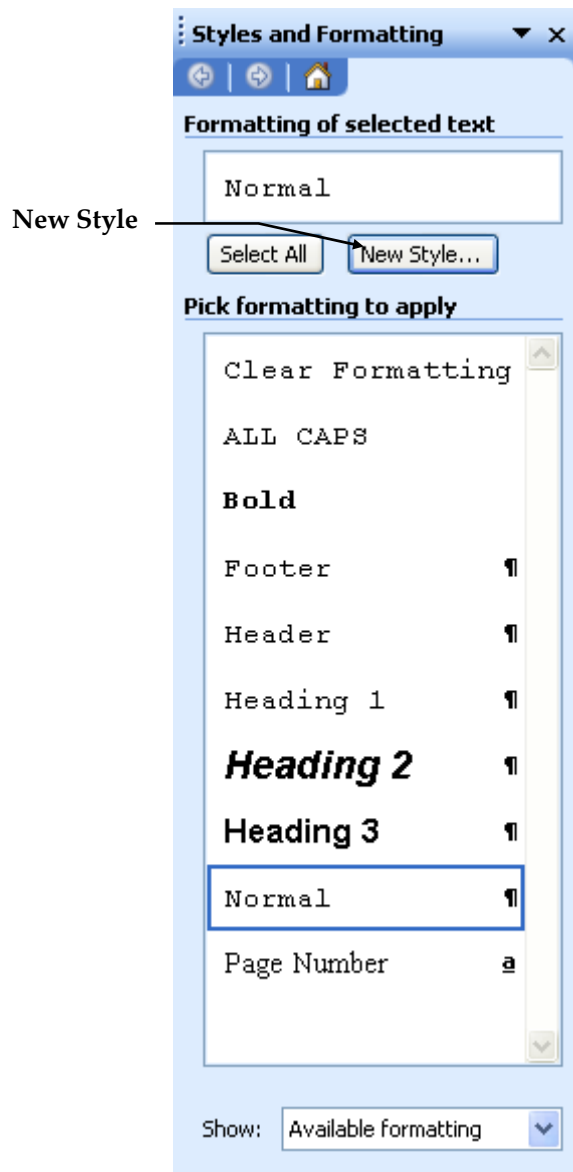 Styles and Formatting
Formatting of selected text
Normal
New Style
Select All New Style...
Pick formatting to apply
Clear Formatting
ALL CAPS
Bold
Footer ¶
Header ¶
Heading 1 ¶
Heading 2 ¶
Heading 3 ¶
Normal ¶
Page Number a
Show: Available formatting